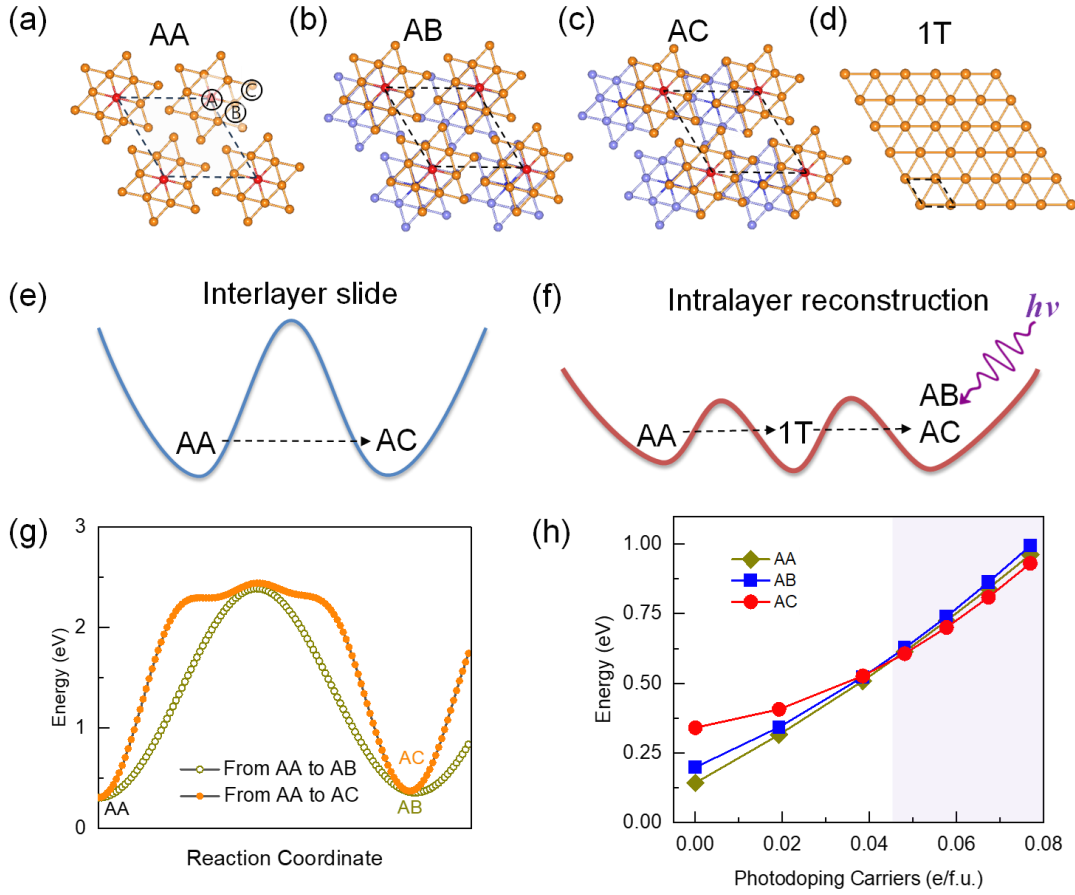 (a)
AA
A
B
C
(b)
AB
(c)
AC
(d)
1T
(e)
Interlayer slide
AA
AC
(f)
Intralayer reconstruction
hν
AA
1T
AB
AC
(g)
Energy (eV)
3
2
1
0
AA
AC
AB
From AA to AB
From AA to AC
Reaction Coordinate
(h)
Energy (eV)
1.00
0.75
0.50
0.25
0.00
AA
AB
AC
0.00 0.02 0.04 0.06 0.08
Photodoping Carriers (e/f.u.)